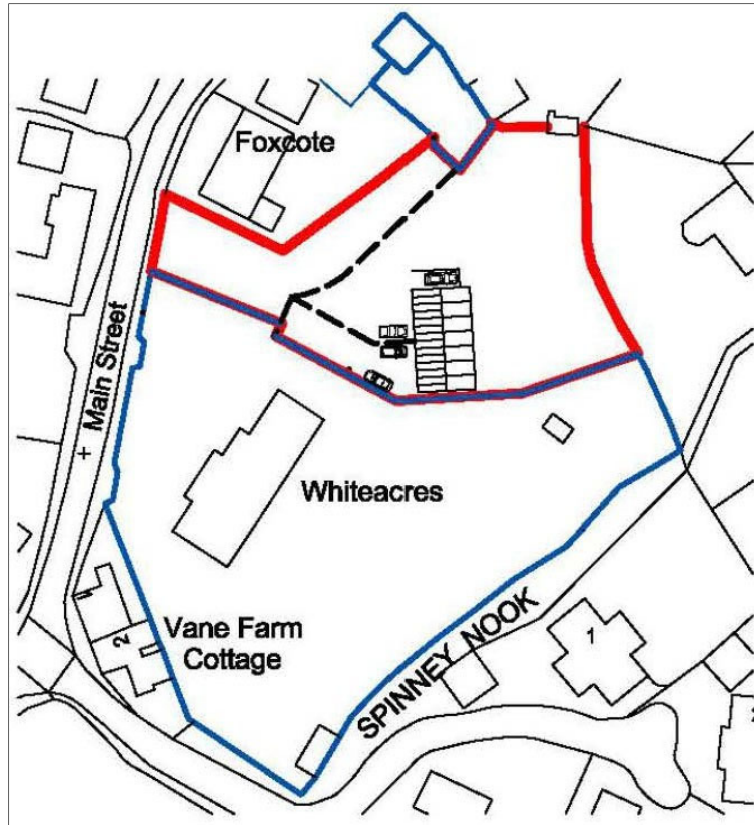 Foxcote
Main Street
Whiteacres
Vane Farm
Cottage
2
SPINNEY NOOK
1